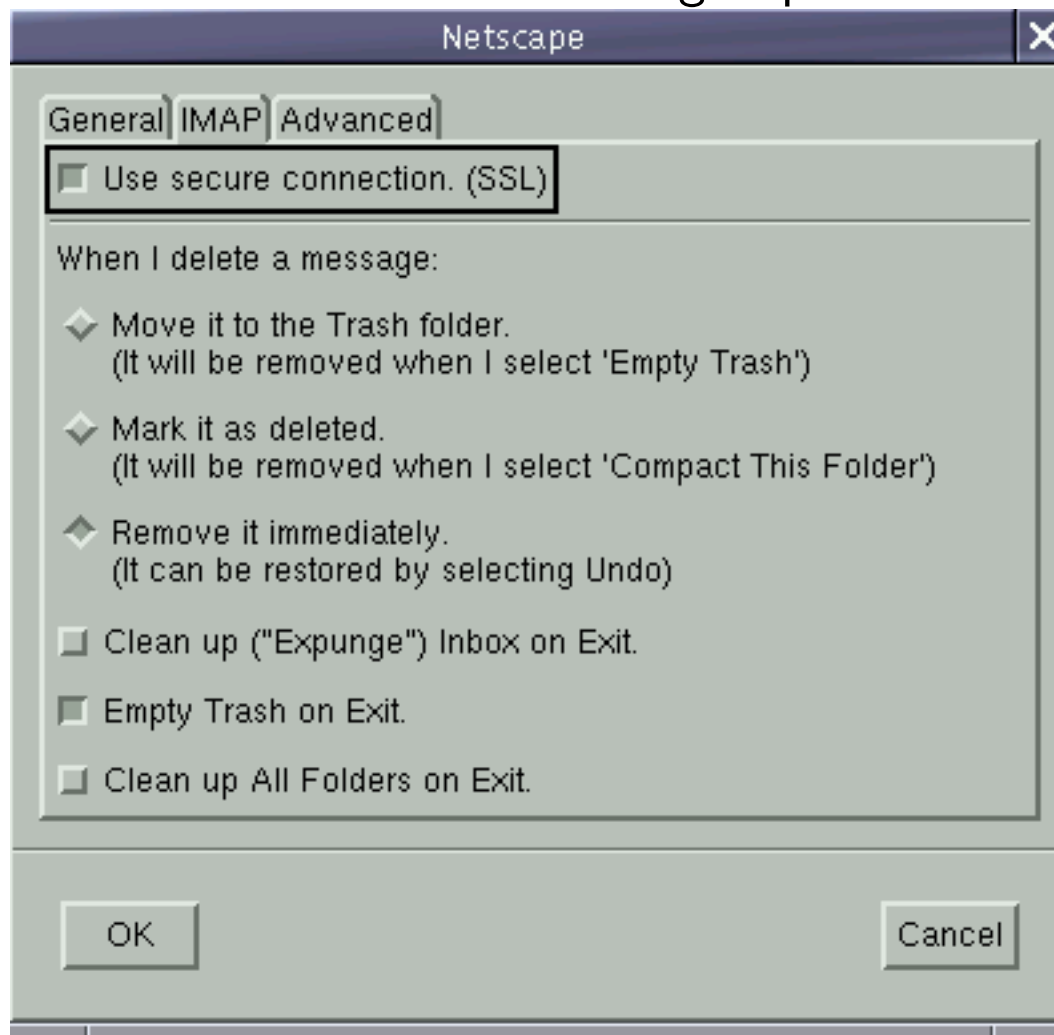 Netscape
General IMAP Advanced
Use secure connection. (SSL)
When I delete a message:
Move it to the Trash folder.
(It will be removed when I select 'Empty Trash')
Mark it as deleted.
(It will be removed when I select 'Compact This Folder')
Remove it immediately.
(It can be restored by selecting Undo)
Clean up ("Expunge") Inbox on Exit.
Empty Trash on Exit.
Clean up All Folders on Exit.
OK Cancel